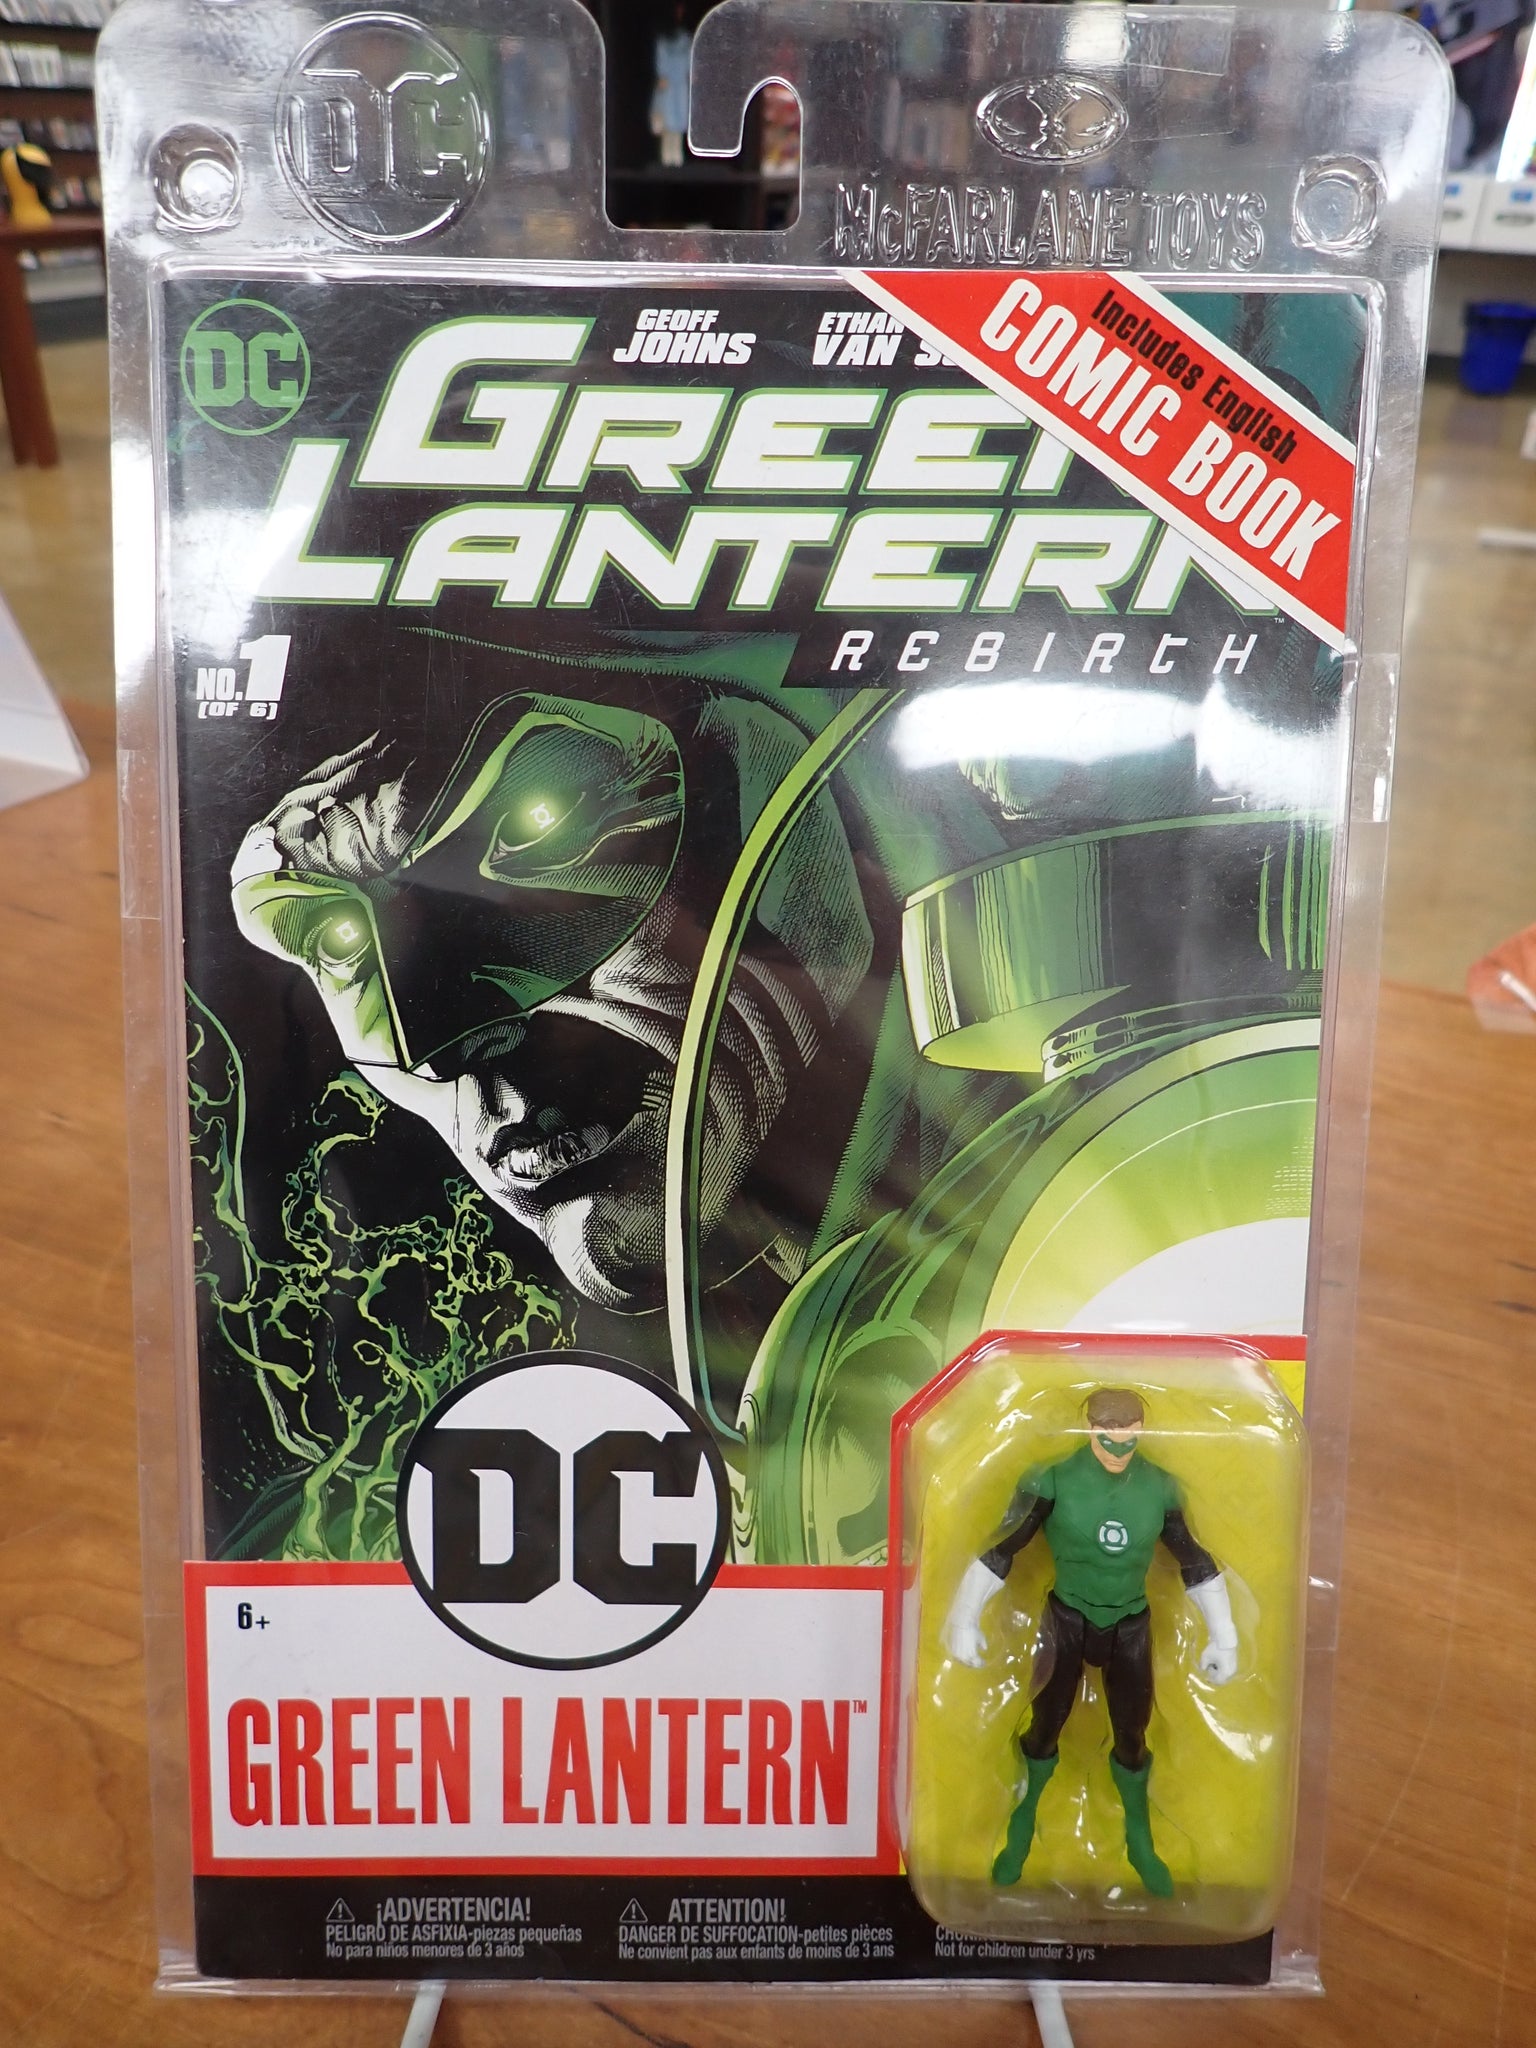 DC
McFARLANE TOYS
DC
GEOFF
JOHNS
ETHAN
VAN
Includes English
COMIC BOOK
GREEN
LANTERN
REBIRTH
NO.1
(OF 6)
DC
6+
GREEN LANTERN™
¡ADVERTENCIA!
PELIGRO DE ASFIXIA-piezas pequeñas
No para niños menores de 3 años
ATTENTION!
DANGER DE SUFFOCATION-petites pièces
Ne convient pas aux enfants de moins de 3 ans
Not for children under 3 yrs